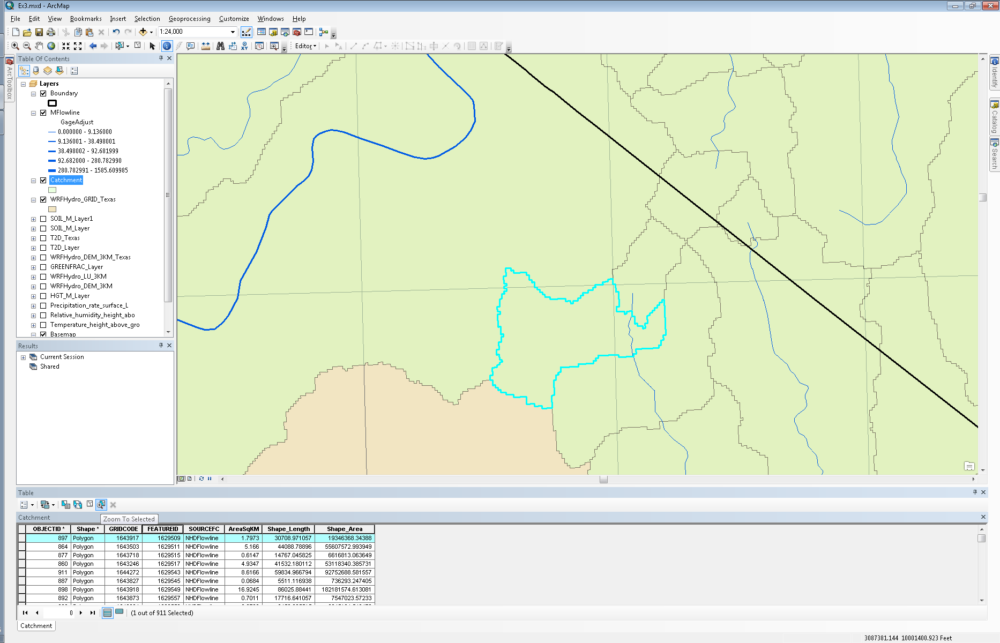 Ex3.mxd - ArcMap
File Edit View Bookmarks Insert Selection Geoprocessing Customize Windows Help
1:24,000
Editor
Table Of Contents
ArcToolbox
Layers
Boundary
MFlowline
GageAdjust
0.000000 - 9.136000
9.136001 - 38.498001
38.498002 - 92.681999
92.682000 - 280.782990
280.782991 - 1585.609985
Catchment
WRFHydro_GRID_Texas
SOIL_M_Layer1
SOIL_M_Layer
T2D_Texas
T2D_Layer
WRFHydro_DEM_3KM_Texas
GREENFRAC_Layer
WRFHydro_LU_3KM
WRFHydro_DEM_3KM
HGT_M_Layer
Precipitation_rate_surface_L
Relative_humidity_height_abo
Temperature_height_above_gro
Basemap
Identify
Catalog
Search
Results
Current Session
Shared
Table
Catchment
Zoom To Selected
OBJECTID * Shape * GRIDCODE FEATUREID SOURCEFC AreaSqKM Shape_Length Shape_Area
897 Polygon 1643917 1629509 NHDFlowline 1.7973 30708.971057 19346368.34388
864 Polygon 1643503 1629511 NHDFlowline 5.166 44088.78896 55607572.993949
877 Polygon 1643718 1629515 NHDFlowline 0.6147 14767.045825 6616813.063649
860 Polygon 1643246 1629517 NHDFlowline 4.9347 41532.180112 53118340.385731
911 Polygon 1644272 1629543 NHDFlowline 8.6166 59834.966794 92752688.581557
887 Polygon 1643827 1629545 NHDFlowline 0.0684 5511.116938 736293.247405
898 Polygon 1643918 1629549 NHDFlowline 16.9245 86025.88441 182181574.613081
892 Polygon 1643873 1629557 NHDFlowline 0.7011 17716.641057 7547023.57233
0
(1 out of 911 Selected)
Catchment
3087381.144 10001400.923 Feet